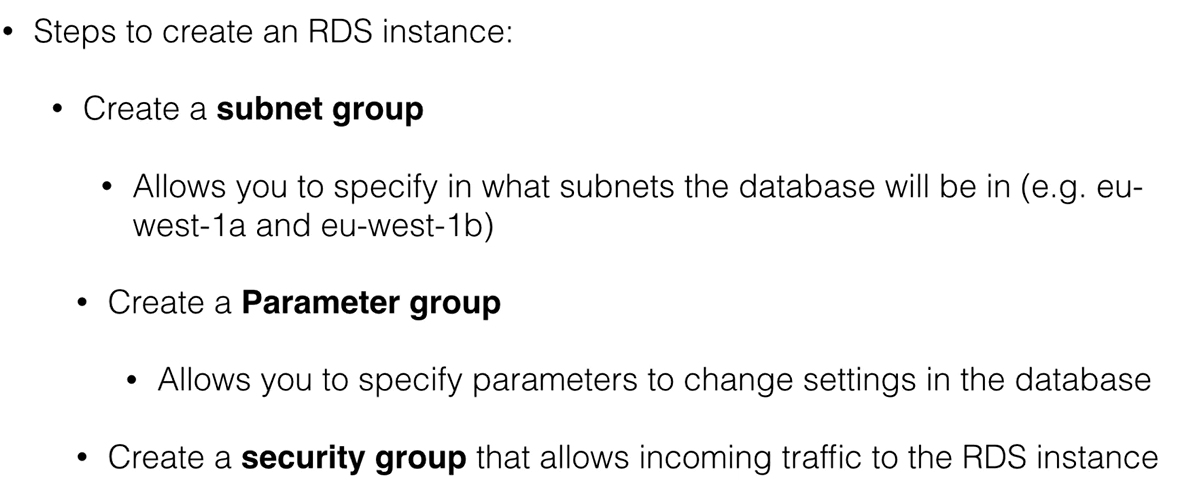 • Steps to create an RDS instance:
• Create a subnet group
• Allows you to specify in what subnets the database will be in (e.g. eu-
west-1a and eu-west-1b)
• Create a Parameter group
• Allows you to specify parameters to change settings in the database
• Create a security group that allows incoming traffic to the RDS instance